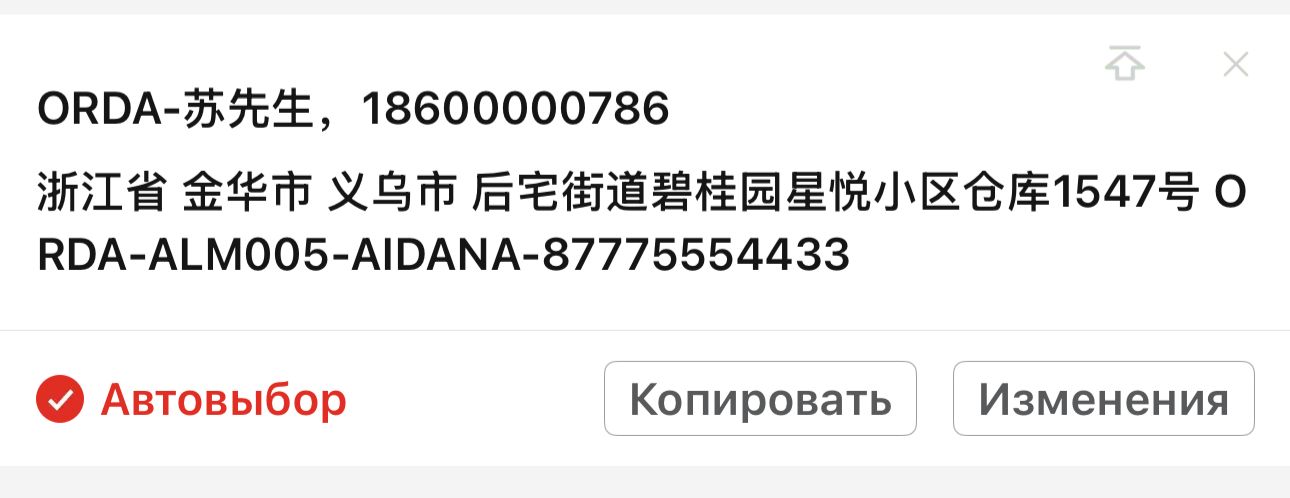 ORDA-苏先生，18600000786
浙江省 金华市 义乌市 后宅街道碧桂园星悦小区仓库1547号 O
RDA-ALM005-AIDANA-87775554433
Автовыбор
Копировать
Изменения